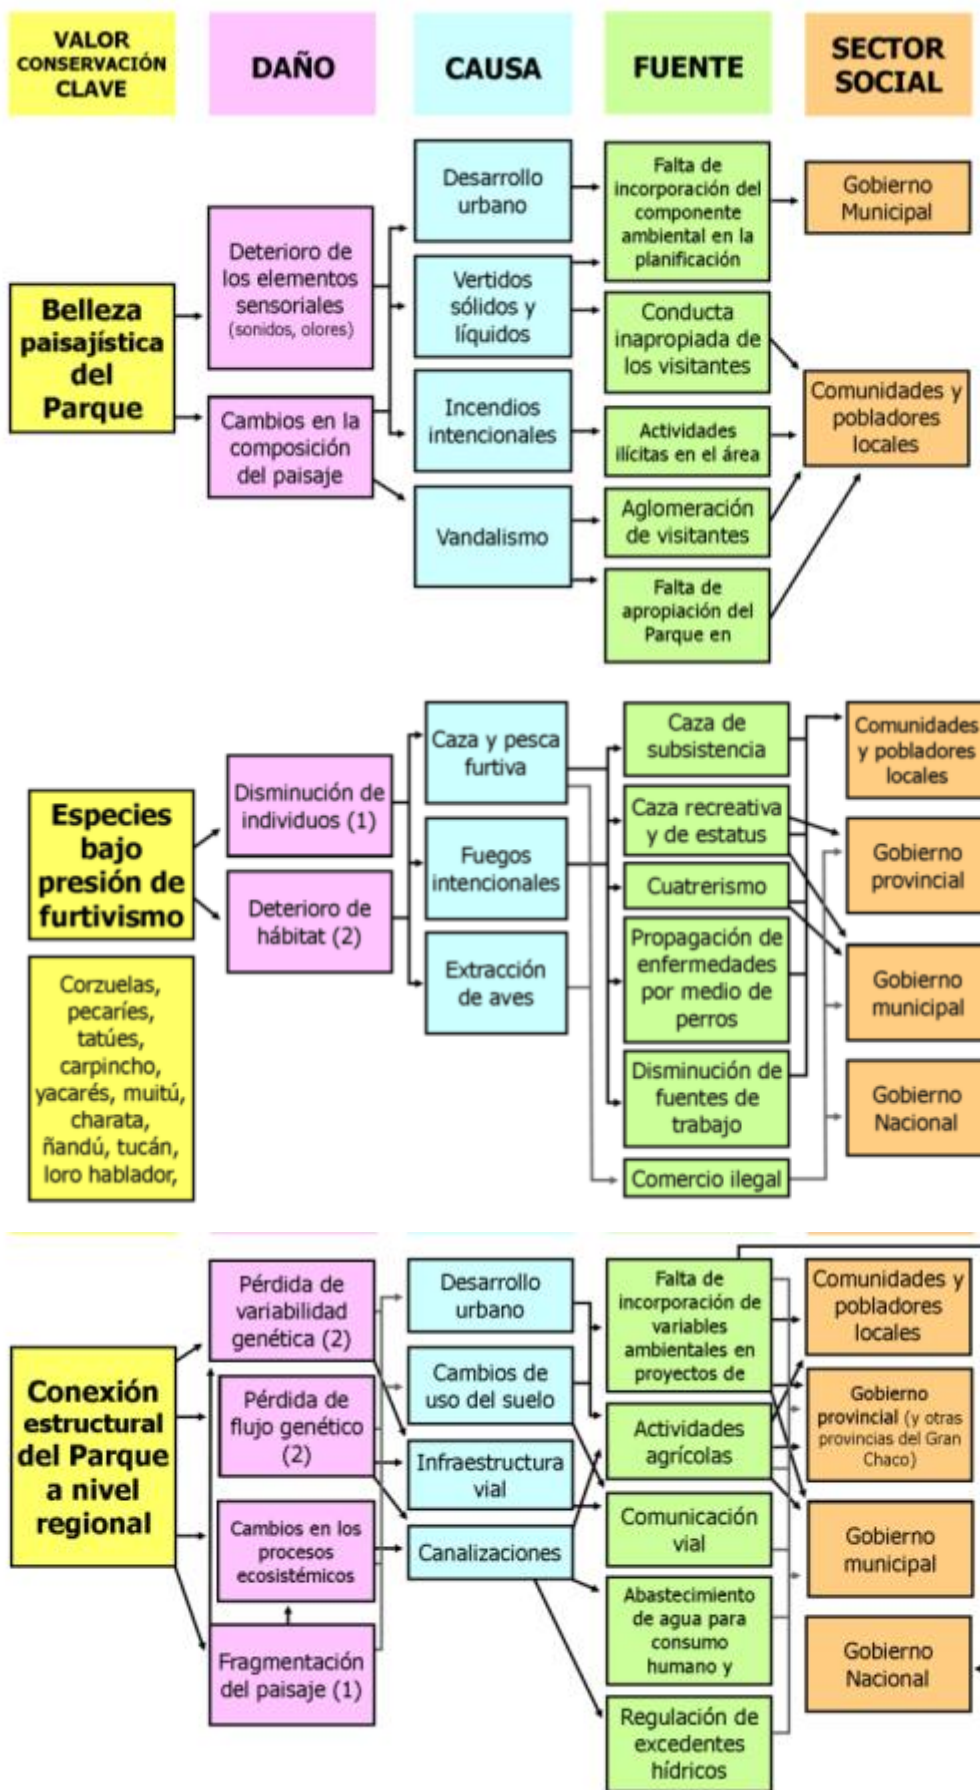 VALOR
CONSERVACIÓN
CLAVE
DAÑO
CAUSA
FUENTE
SECTOR
SOCIAL
Belleza
paisajística
del
Parque
Deterioro de
los elementos
sensoriales
(sonidos, olores)
Cambios en la
composición
del paisaje
Desarrollo
urbano
Vertidos
sólidos y
líquidos
Incendios
intencionales
Vandalismo
Falta de
incorporación del
componente
ambiental en la
planificación
Conducta
inapropiada de
los visitantes
Actividades
ilícitas en el área
Aglomeración
de visitantes
Falta de
apropiación del
Parque en
Gobierno
Municipal
Comunidades y
pobladores
locales
Especies
bajo
presión de
furtivismo
Corzuelas,
pecaríes,
tatúes,
carpincho,
yacarés, muitú,
charata,
ñandú, tucán,
loro hablador,
Disminución de
individuos (1)
Deterioro de
hábitat (2)
Caza y pesca
furtiva
Fuegos
intencionales
Extracción
de aves
Caza de
subsistencia
Caza recreativa
y de estatus
Cuatrerismo
Propagación de
enfermedades
por medio de
perros
Disminución de
fuentes de
trabajo
Comercio ilegal
Comunidades
y pobladores
locales
Gobierno
provincial
Gobierno
municipal
Gobierno
Nacional
Conexión
estructural
del Parque
a nivel
regional
Pérdida de
variabilidad
genética (2)
Pérdida de
flujo genético
(2)
Cambios en los
procesos
ecosistémicos
Fragmentación
del paisaje (1)
Desarrollo
urbano
Cambios de
uso del suelo
Infraestructura
vial
Canalizaciones
Falta de
incorporación de
variables
ambientales en
proyectos de
Actividades
agrícolas
Comunicación
vial
Abastecimiento
de agua para
consumo
humano y
Regulación de
excedentes
hídricos
Comunidades y
pobladores
locales
Gobierno
provincial (y otras
provincias del Gran
Chaco)
Gobierno
municipal
Gobierno
Nacional